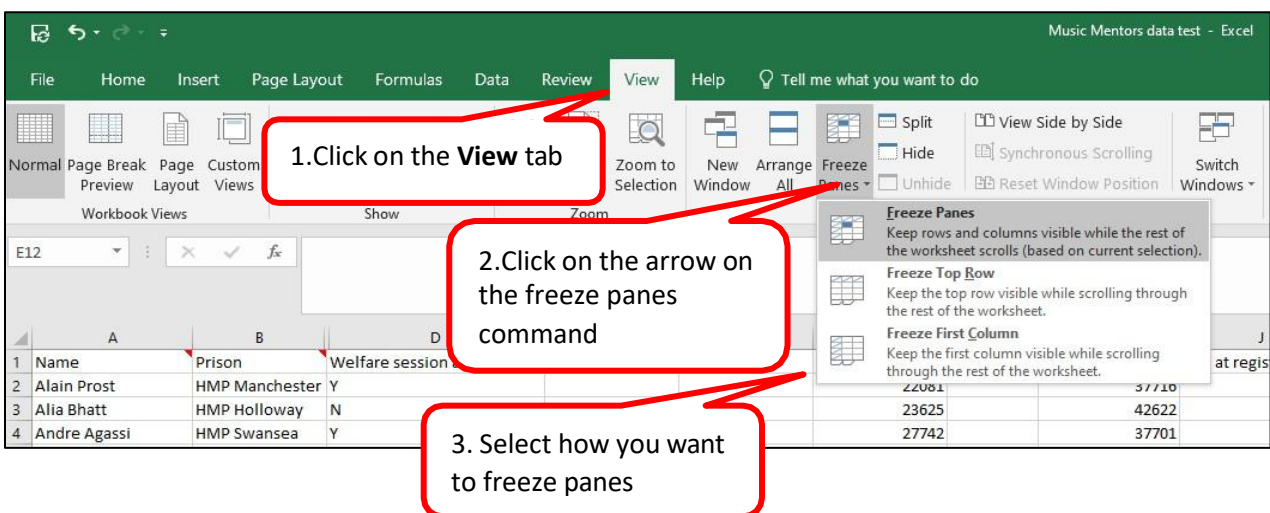 Music Mentors data test - Excel
File Home Insert Page Layout Formulas Data Review View Help Tell me what you want to do
1.Click on the View tab
Normal Page Break Preview Page Layout Custom Views
Zoom to Selection New Window Arrange All Freeze Panes
Split
Hide
Unhide
View Side by Side
Synchronous Scrolling
Reset Window Position
Switch Windows
Workbook Views Show Zoom
2.Click on the arrow on
the freeze panes
command
Freeze Panes
Keep rows and columns visible while the rest of
the worksheet scrolls (based on current selection).
Freeze Top Row
Keep the top row visible while scrolling through
the rest of the worksheet.
Freeze First Column
Keep the first column visible while scrolling
through the rest of the worksheet.
E12 fx
A B D J
1 Name Prison Welfare session at regis
2 Alain Prost HMP Manchester Y 22081 37716
3 Alia Bhatt HMP Holloway N 23625 42622
4 Andre Agassi HMP Swansea Y 27742 37701
3. Select how you want
to freeze panes